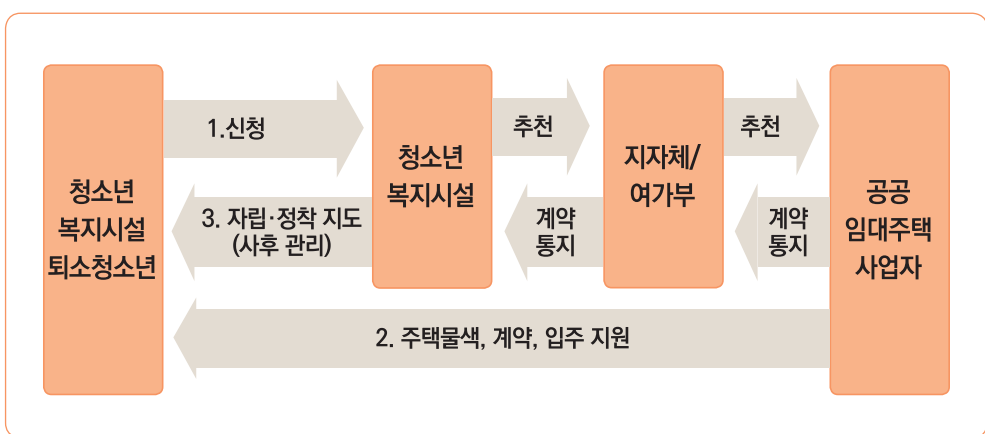 청소년
복지시설
퇴소청소년
1.신청
3. 자립·정착 지도
(사후 관리)
청소년
복지시설
추천
계약
통지
지자체/
여가부
추천
계약
통지
공공
임대주택
사업자
2. 주택물색, 계약, 입주 지원